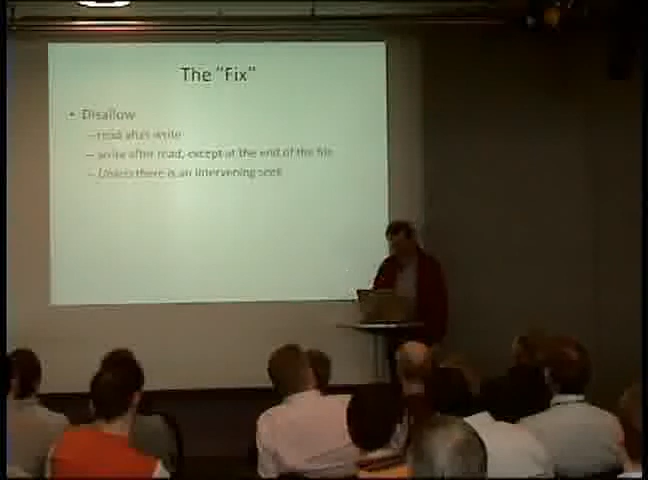 The "Fix"
• Disallow
– read after write
– write after read, except at the end of the file
– Unless there is an intervening seek